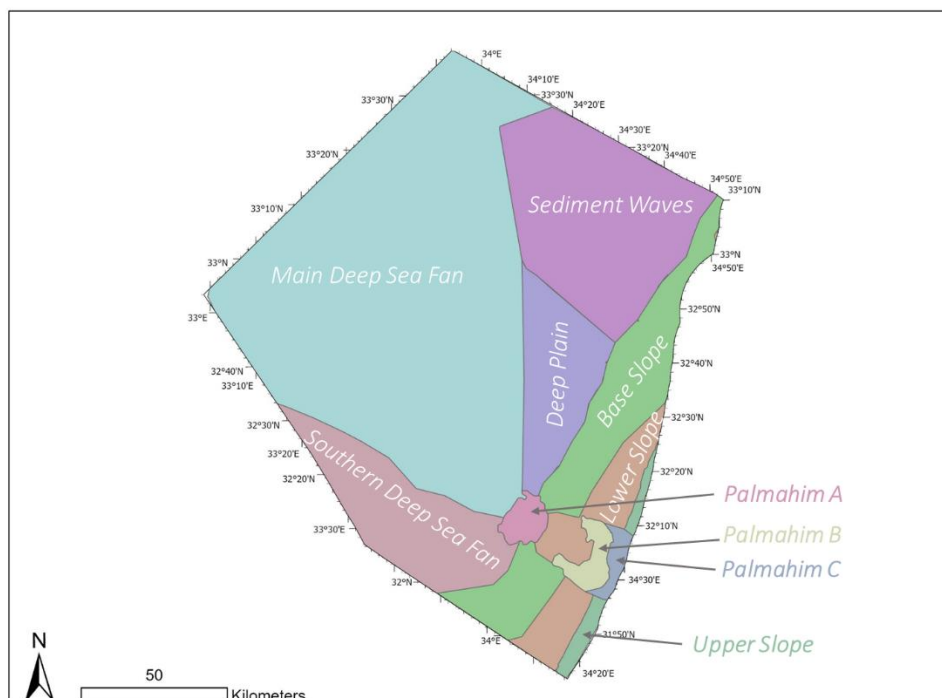 34°E
34°10'E
33°30'N
34°20'E
33°30'N
34°30'E
33°20'N
34°40'E
33°20'N
34°50'E
33°10'N
Sediment Waves
33°10'N
33°N
34°50'E
33°N
Main Deep Sea Fan
33°E
32°50'N
Deep Plain
Base Slope
32°40'N
32°40'N
33°10'E
32°30'N
32°30'N
33°20'E
Lower Slope
32°20'N
32°20'N
Southern Deep Sea Fan
Palmahim A
33°30'E
32°10'N
Palmahim B
Palmahim C
32°N
34°30'E
34°E
31°50'N
Upper Slope
34°20'E
N
50
Kilometers